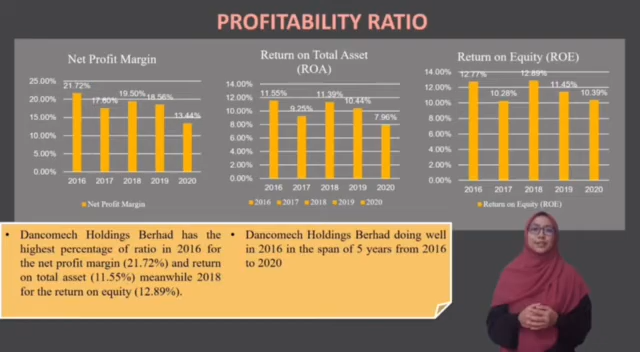 PROFITABILITY RATIO
Net Profit Margin
25.00%
20.00%
15.00%
10.00%
5.00%
0.00%
21.72%
17.60%
19.50%
18.56%
13.44%
2016 2017 2018 2019 2020
Net Profit Margin
Return on Total Asset
(ROA)
14.00%
12.00%
10.00%
8.00%
6.00%
4.00%
2.00%
0.00%
11.55%
9.25%
11.39%
10.44%
7.96%
2016 2017 2018 2019 2020
2016 2017 2018 2019 2020
Return on Equity (ROE)
14.00%
12.00%
10.00%
8.00%
6.00%
4.00%
2.00%
0.00%
12.77%
10.28%
12.89%
11.45%
10.39%
2016 2017 2018 2019 2020
Return on Equity (ROE)
• Dancomech Holdings Berhad has the
highest percentage of ratio in 2016 for
the net profit margin (21.72%) and return
on total asset (11.55%) meanwhile 2018
for the return on equity (12.89%).
• Dancomech Holdings Berhad doing well
in 2016 in the span of 5 years from 2016
to 2020